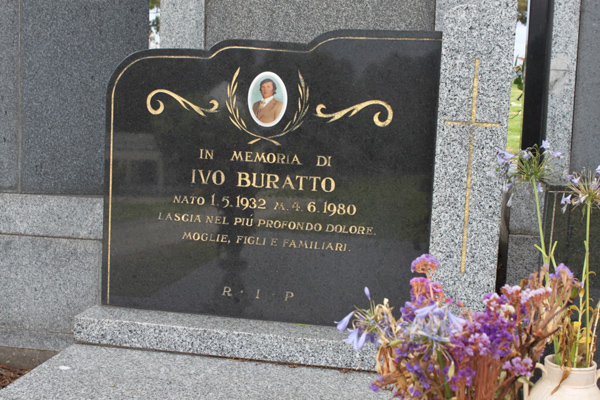 IN MEMORIA DI
IVO BURATTO
NATO 1.5.1932 M.4.6.1980
LASCIA NEL PIÚ PROFONDO DOLORE.
MOGLIE, FIGLI E FAMILIARI.
R I P